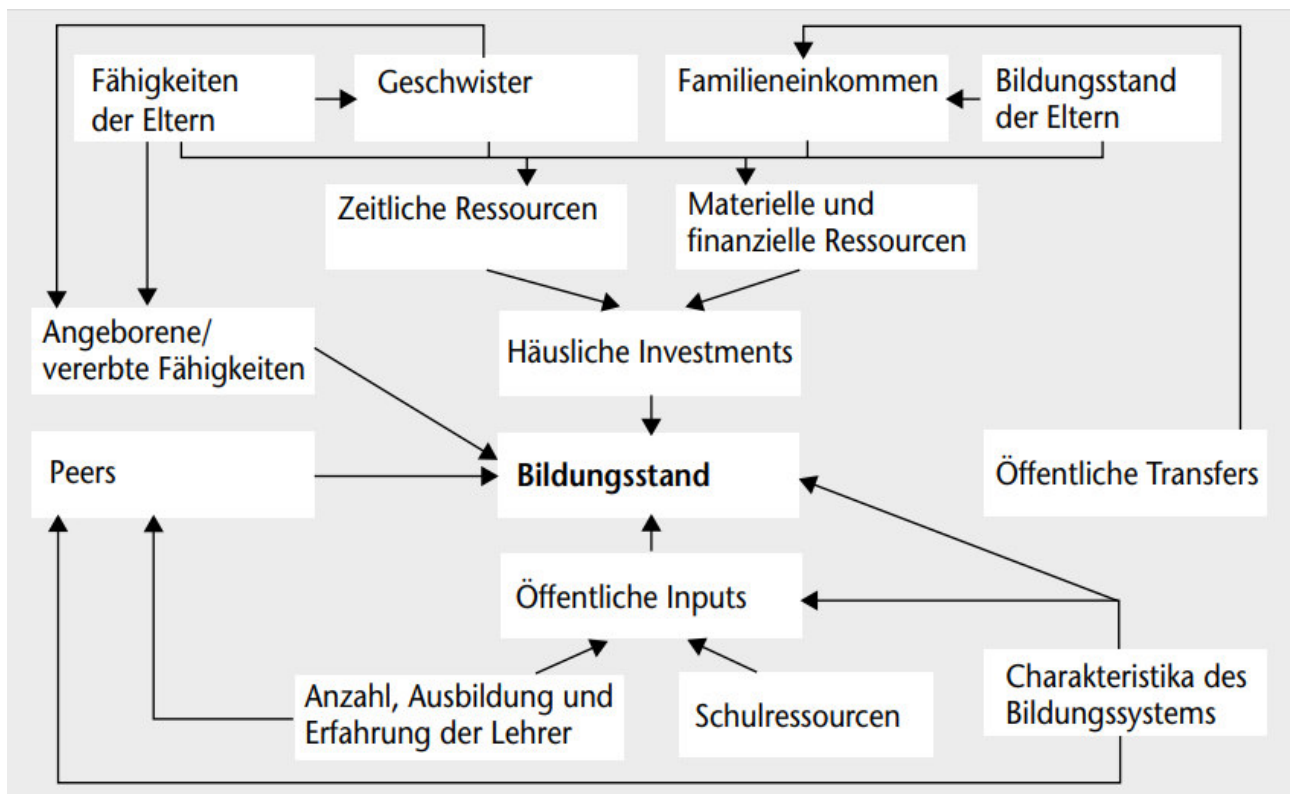 Fähigkeiten
der Eltern
Geschwister
Familieneinkommen
Bildungsstand
der Eltern
Zeitliche Ressourcen
Materielle und
finanzielle Ressourcen
Angeborene/
vererbte Fähigkeiten
Häusliche Investments
Peers
Bildungsstand
Öffentliche Transfers
Öffentliche Inputs
Anzahl, Ausbildung und
Erfahrung der Lehrer
Schulressourcen
Charakteristika des
Bildungssystems